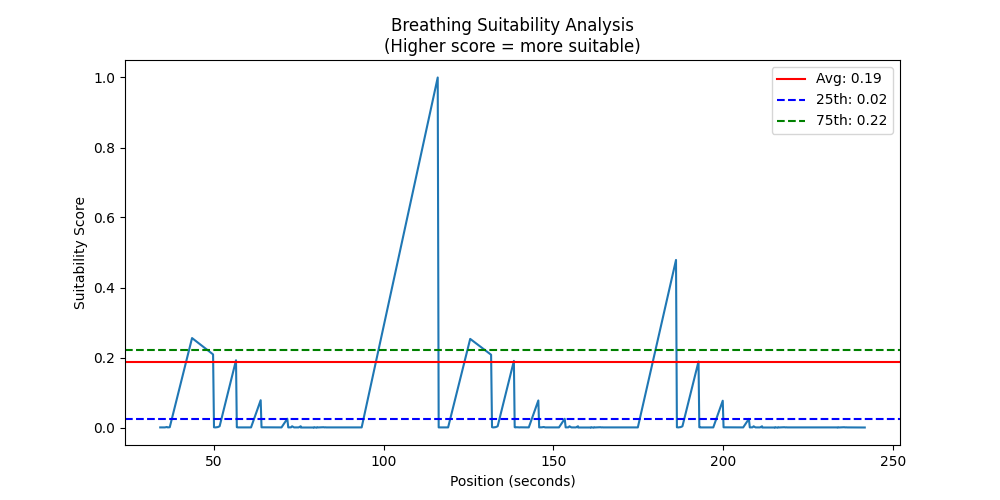 Breathing Suitability Analysis
(Higher score = more suitable)
Avg: 0.19
25th: 0.02
75th: 0.22
Suitability Score
1.0
0.8
0.6
0.4
0.2
0.0
50
100
150
200
250
Position (seconds)